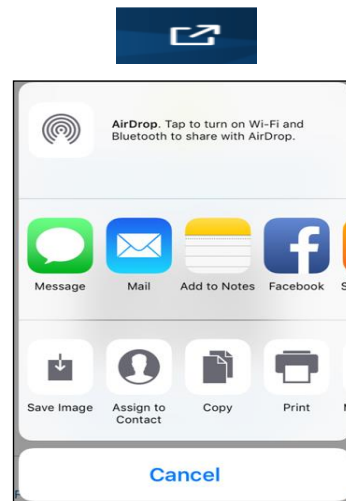 AirDrop. Tap to turn on Wi-Fi and
Bluetooth to share with AirDrop.
Message Mail Add to Notes Facebook S
Save Image Assign to Copy Print
Contact
Cancel